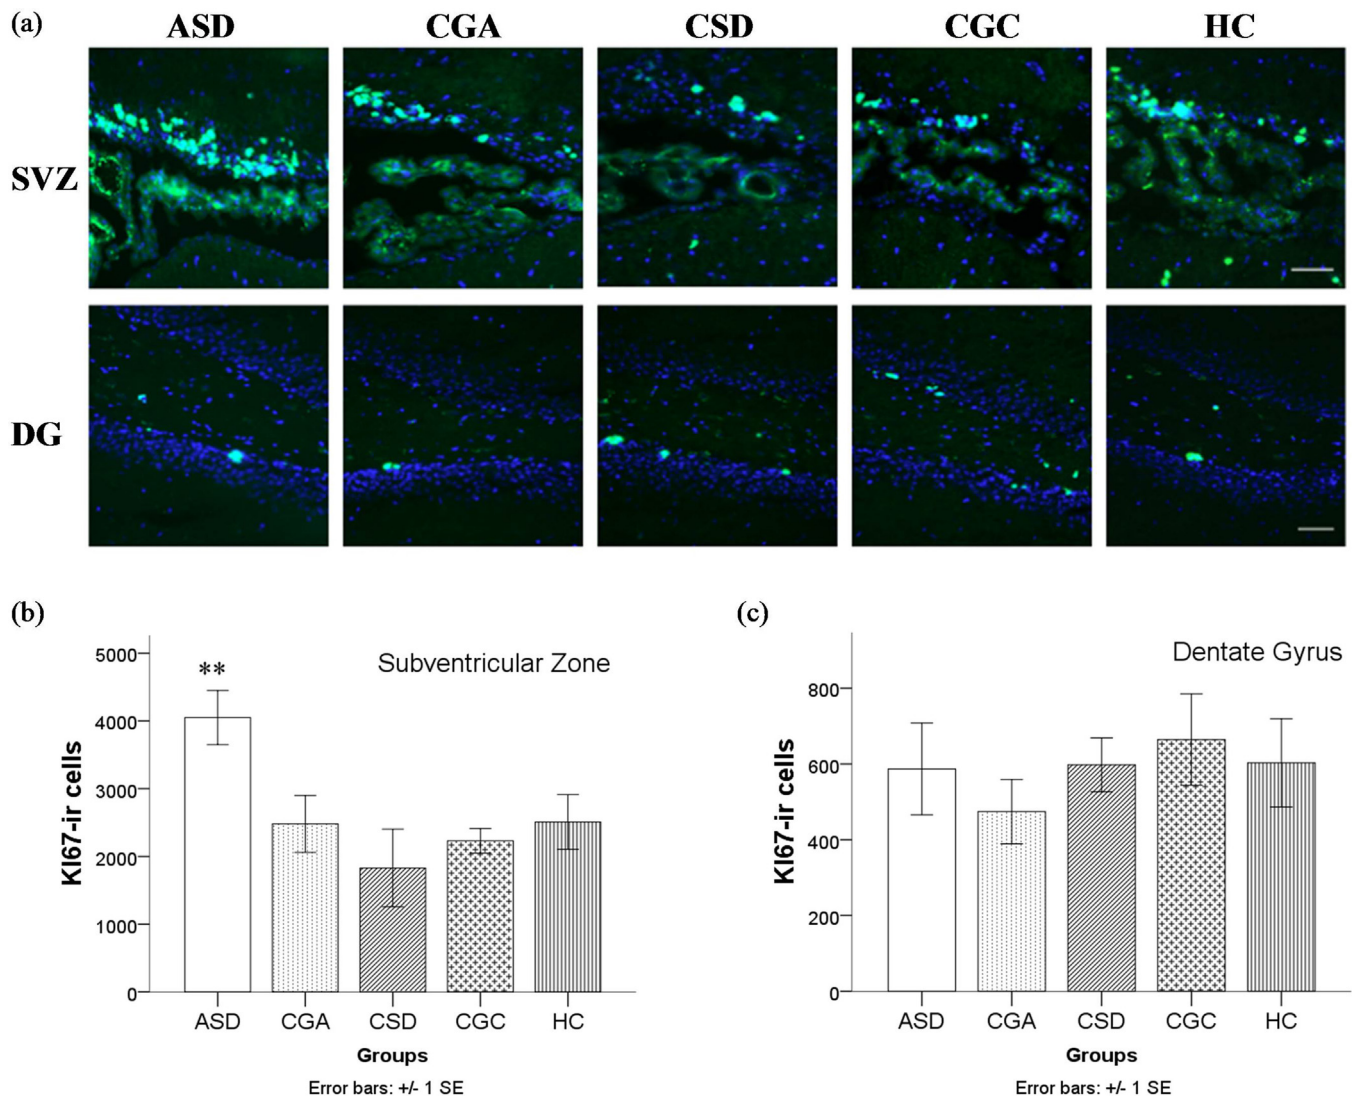 (a)
ASD CGA CSD CGC HC
SVZ
DG
(b)
Subventricular Zone
**
KI67-ir cells
5000
4000
3000
2000
1000
0
ASD CGA CSD CGC HC
Groups
Error bars: +/- 1 SE
(c)
Dentate Gyrus
KI67-ir cells
800
600
400
200
0
ASD CGA CSD CGC HC
Groups
Error bars: +/- 1 SE